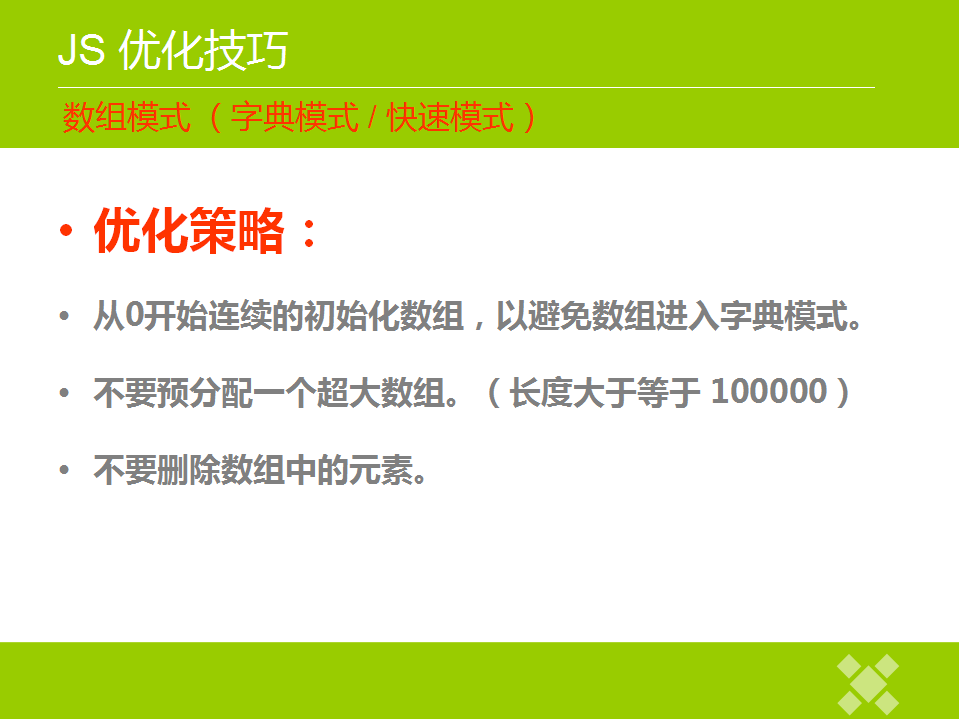 JS 优化技巧
数组模式（字典模式 / 快速模式）
• 优化策略：
• 从0开始连续的初始化数组，以避免数组进入字典模式。
• 不要预分配一个超大数组。（长度大于等于 100000）
• 不要删除数组中的元素。